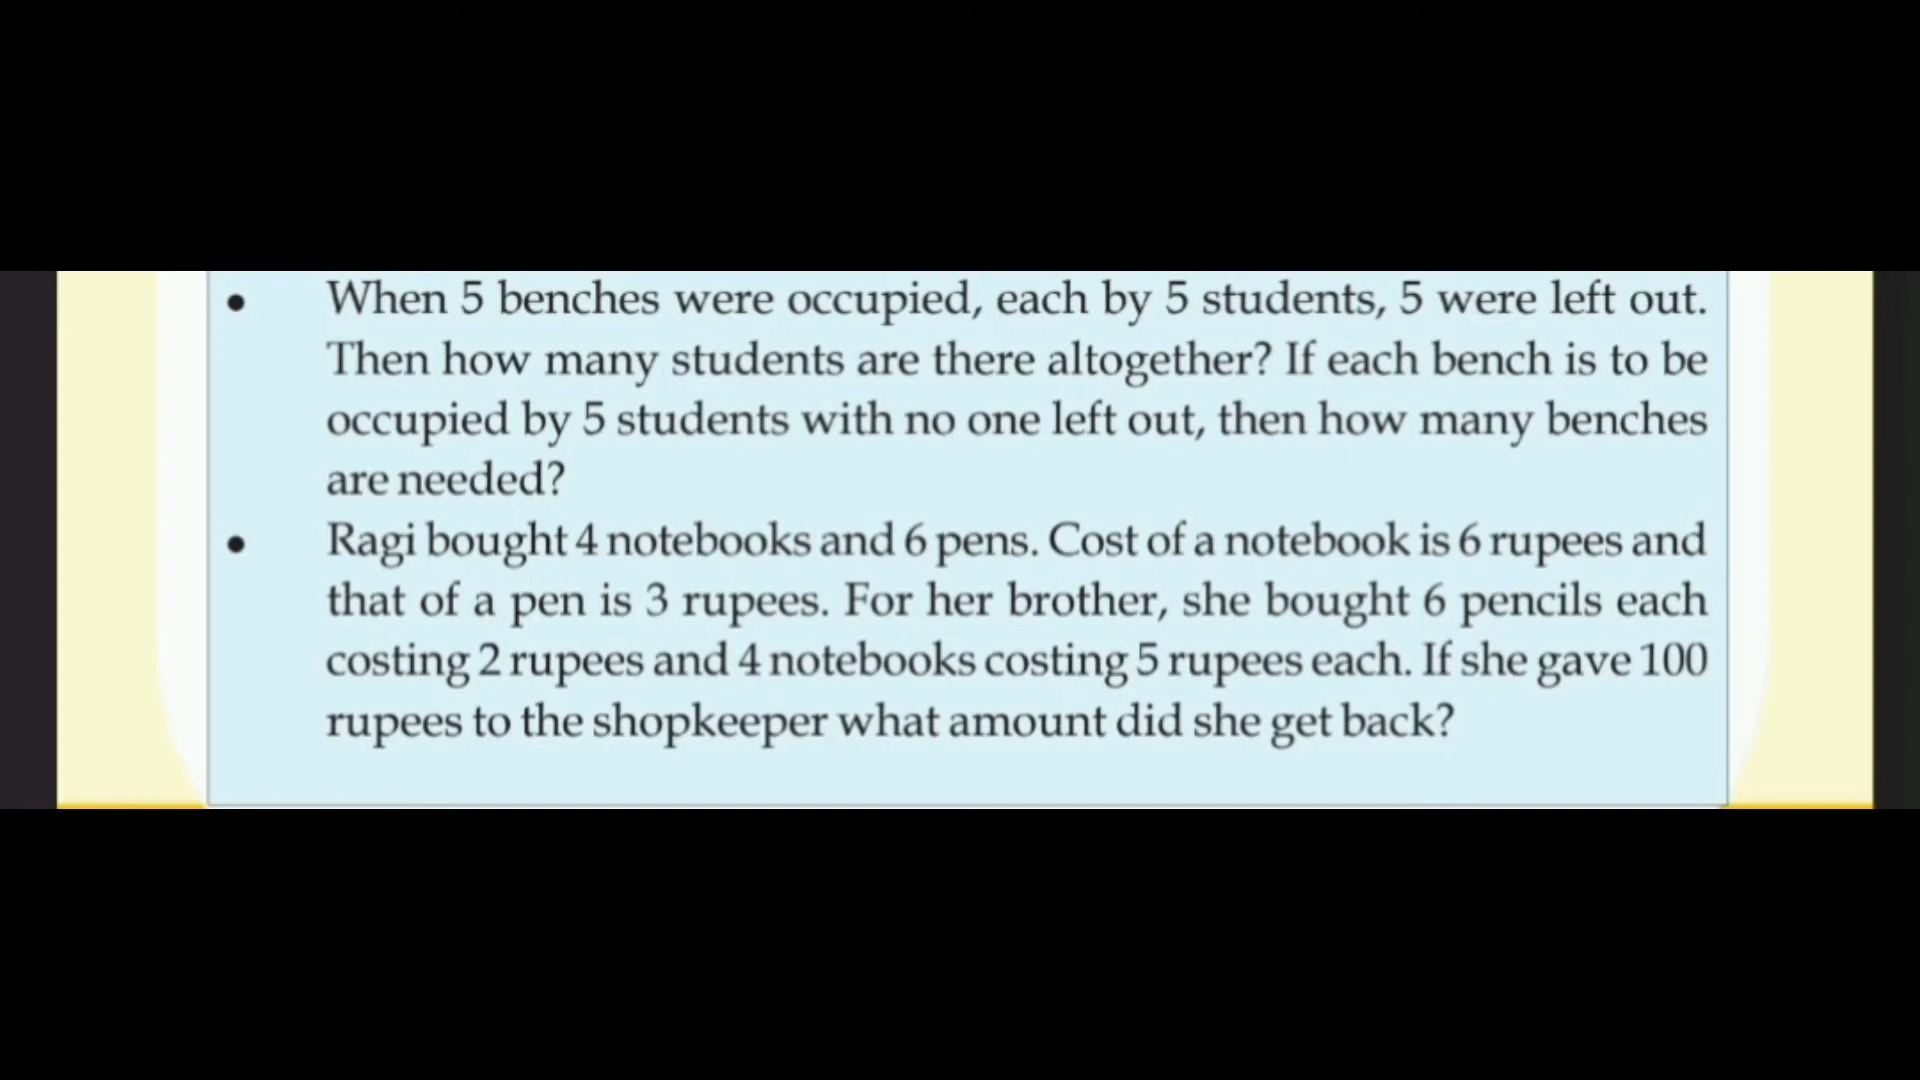 • When 5 benches were occupied, each by 5 students, 5 were left out.
Then how many students are there altogether? If each bench is to be
occupied by 5 students with no one left out, then how many benches
are needed?
• Ragi bought 4 notebooks and 6 pens. Cost of a notebook is 6 rupees and
that of a pen is 3 rupees. For her brother, she bought 6 pencils each
costing 2 rupees and 4 notebooks costing 5 rupees each. If she gave 100
rupees to the shopkeeper what amount did she get back?